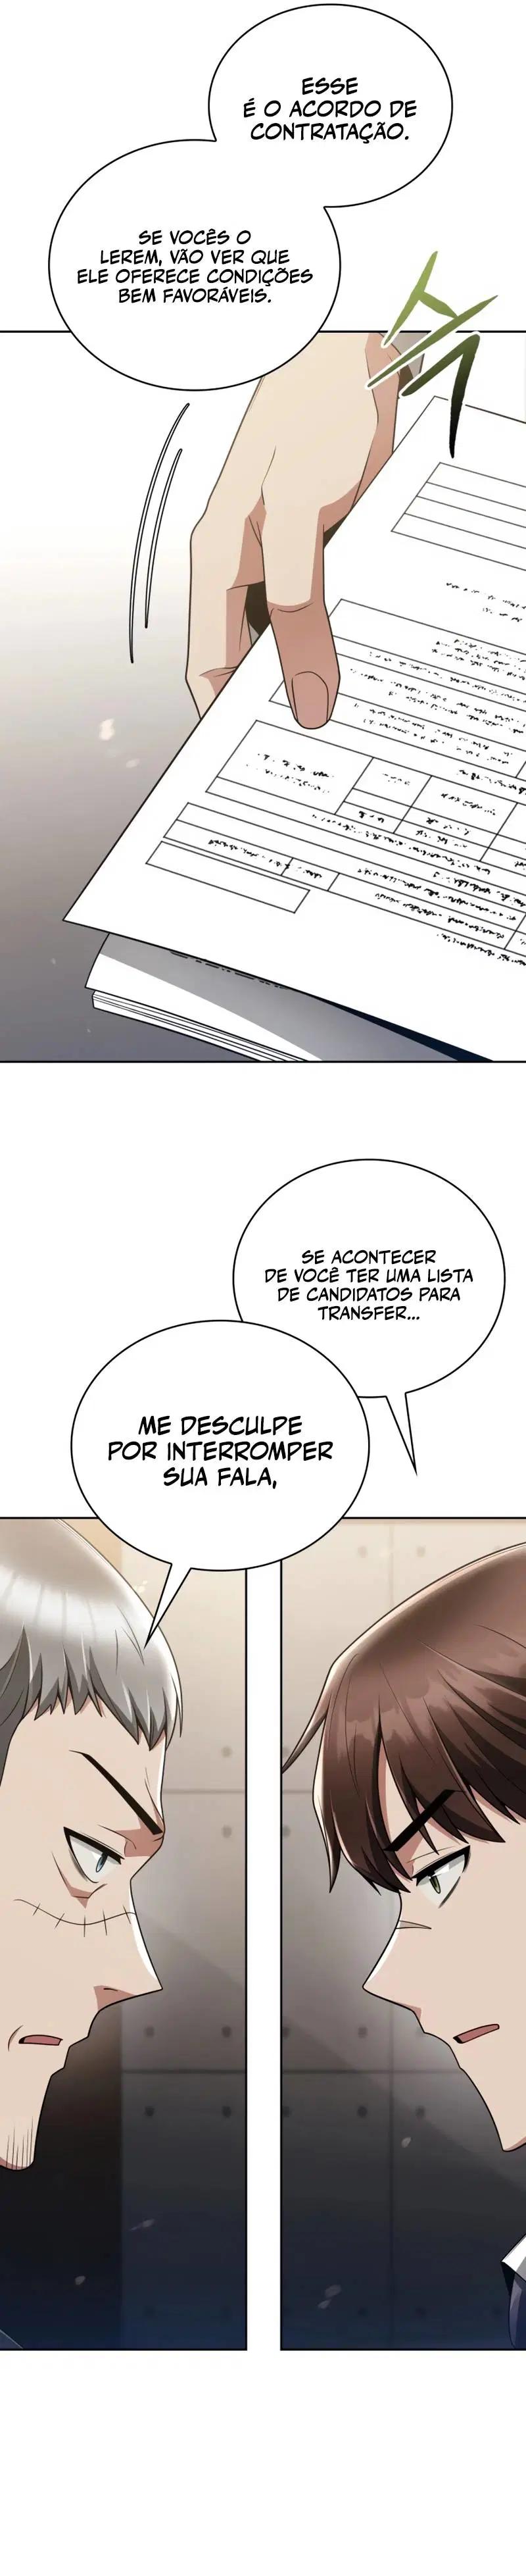 ESSE
É O ACORDO DE
CONTRATAÇÃO.
SE VOCÊS O
LEREM, VÃO VER QUE
ELE OFERECE CONDIÇÕES
BEM FAVORÁVEIS.
SE ACONTECER
DE VOCÊ TER UMA LISTA
DE CANDIDATOS PARA
TRANSFER...
ME DESCULPE
POR INTERROMPER
SUA FALA,